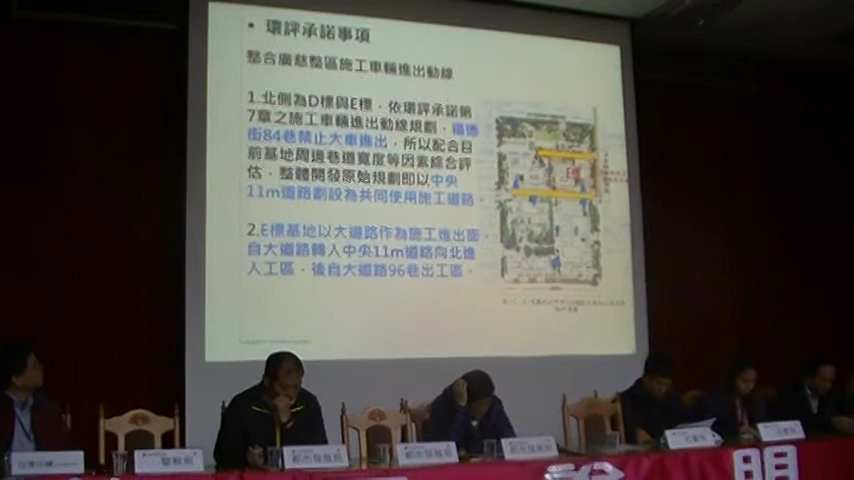 • 環評承諾事項
整合廣慈整區施工車輛進出動線
1.北側為D標與E標，依環評承諾第
7章之施工車輛進出動線規劃，福德
街84巷禁止大車進出，所以配合目
前基地周邊巷道寬度等因素綜合評
估，整體開發原始規劃即以中央
11m道路劃設為共同使用施工道路。
2.E標基地以大道路作為施工進出面，
自大道路轉入中央11m道路向北進
入工區，後自大道路96巷出工區。
E標
警察局
都市發展局
都市發展局
都市發展局
明